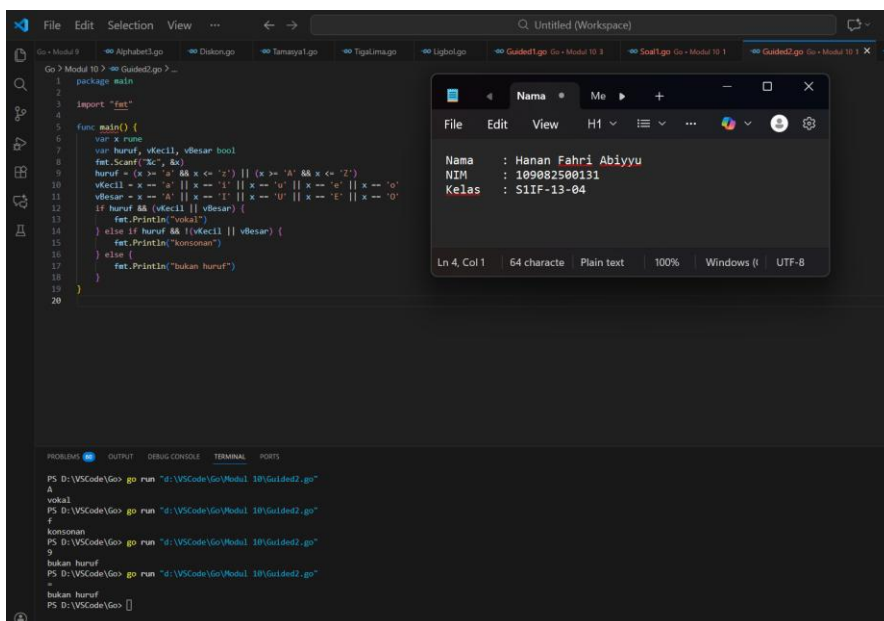 File Edit Selection View ... ← → Untitled (Workspace)
Go • Modul 9 Alphabet3.go Diskon.go Tamasya1.go TigaLima.go Ligbol.go Guided1.go Go • Modul 10 3 Soal1.go Go • Modul 10 1 Guided2.go Go • Modul 10 1 X
Go > Modul 10 > Guided2.go > ...
1 package main
2
3 import "fmt"
4
5 func main() {
6 var x rune
7 var huruf, vKecil, vBesar bool
8 fmt.Scanf("%c", &x)
9 huruf = (x >= 'a' && x <= 'z') || (x >= 'A' && x <= 'Z')
10 vKecil = x == 'a' || x == 'i' || x == 'u' || x == 'e' || x == 'o'
11 vBesar = x == 'A' || x == 'I' || x == 'U' || x == 'E' || x == 'O'
12 if huruf && (vKecil || vBesar) {
13 fmt.Println("vokal")
14 } else if huruf && !(vKecil || vBesar) {
15 fmt.Println("konsonan")
16 } else {
17 fmt.Println("bukan huruf")
18 }
19 }
20
Nama Me +
File Edit View H1 ...
Nama : Hanan Fahri Abiyyu
NIM : 109082500131
Kelas : S1IF-13-04
Ln 4, Col 1 64 characte Plain text 100% Windows ( UTF-8
PROBLEMS OUTPUT DEBUG CONSOLE TERMINAL PORTS
PS D:\VSCode\Go> go run "d:\VSCode\Go\Modul 10\Guided2.go"
A
vokal
PS D:\VSCode\Go> go run "d:\VSCode\Go\Modul 10\Guided2.go"
f
konsonan
PS D:\VSCode\Go> go run "d:\VSCode\Go\Modul 10\Guided2.go"
9
bukan huruf
PS D:\VSCode\Go> go run "d:\VSCode\Go\Modul 10\Guided2.go"
=
bukan huruf
PS D:\VSCode\Go>